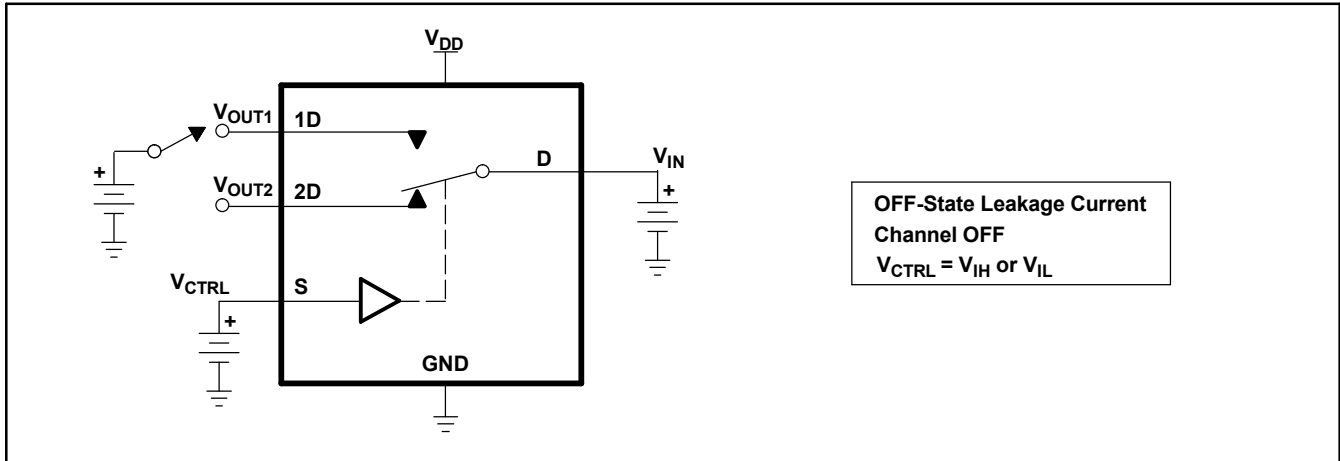 VDD
VOUT1 1D
+
D VIN
+
VOUT2 2D
VCTRL S
+
GND
OFF-State Leakage Current
Channel OFF
VCTRL = VIH or VIL